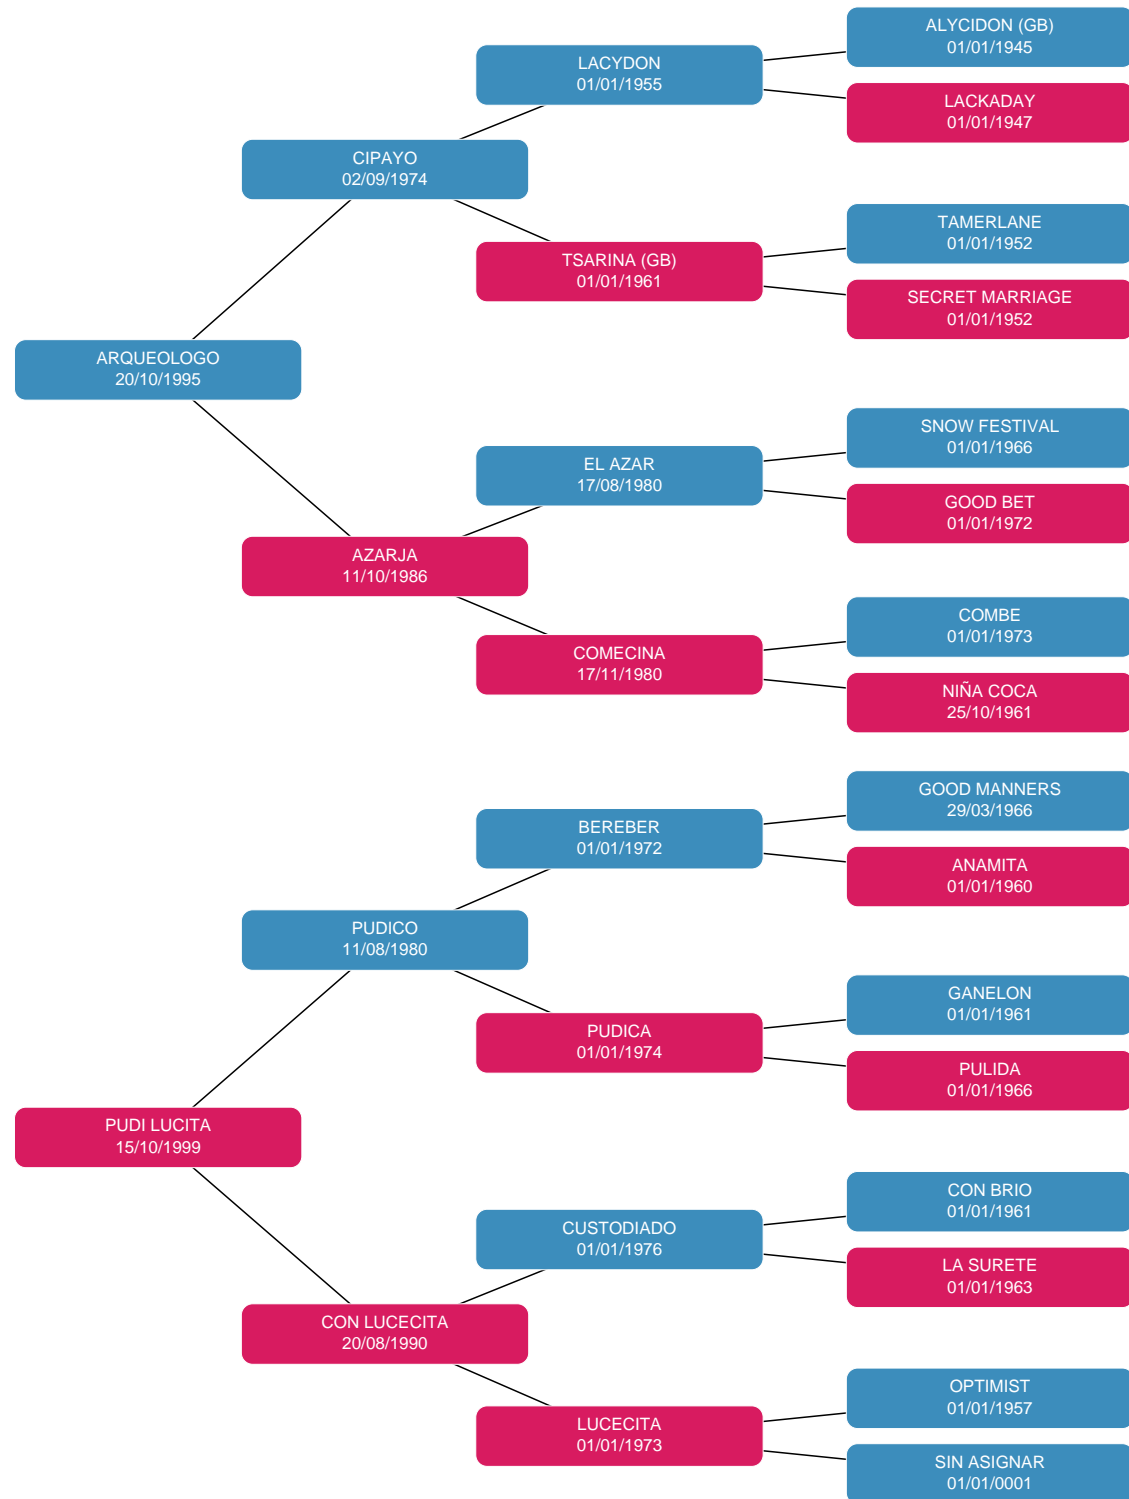 ALYCIDON (GB)
01/01/1945
LACYDON
01/01/1955
LACKADAY
01/01/1947
CIPAYO
02/09/1974
TAMERLANE
01/01/1952
TSARINA (GB)
01/01/1961
SECRET MARRIAGE
01/01/1952
ARQUEOLOGO
20/10/1995
SNOW FESTIVAL
01/01/1966
EL AZAR
17/08/1980
GOOD BET
01/01/1972
AZARJA
11/10/1986
COMBE
01/01/1973
COMECINA
17/11/1980
NIÑA COCA
25/10/1961
GOOD MANNERS
29/03/1966
BEREBER
01/01/1972
ANAMITA
01/01/1960
PUDICO
11/08/1980
GANELON
01/01/1961
PUDICA
01/01/1974
PULIDA
01/01/1966
PUDI LUCITA
15/10/1999
CON BRIO
01/01/1961
CUSTODIADO
01/01/1976
LA SURETE
01/01/1963
CON LUCECITA
20/08/1990
OPTIMIST
01/01/1957
LUCECITA
01/01/1973
SIN ASIGNAR
01/01/0001